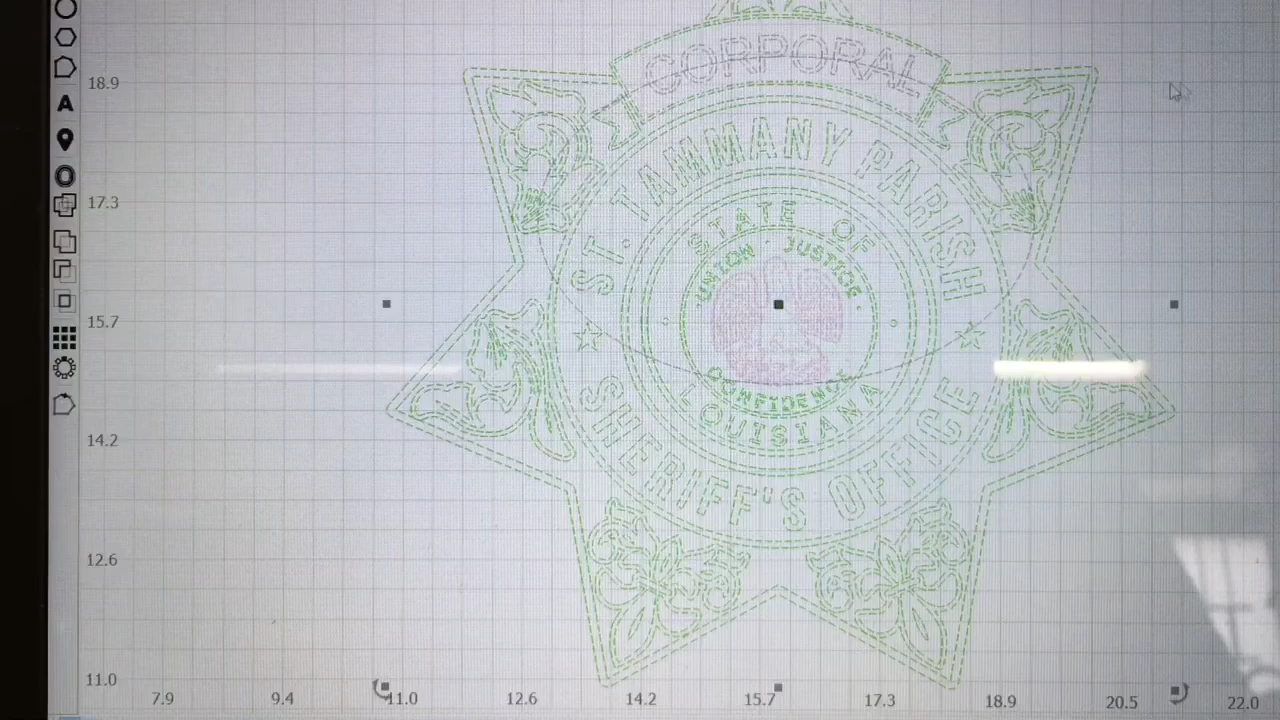 CORPORAL
18.9
ST. TAMMANY PARISH
17.3
STATE OF
UNION · JUSTICE ·
15.7
CONFIDENCE
LOUISIANA
14.2
SHERIFF'S OFFICE
12.6
11.0
7.9 9.4 11.0 12.6 14.2 15.7 17.3 18.9 20.5 22.0
A